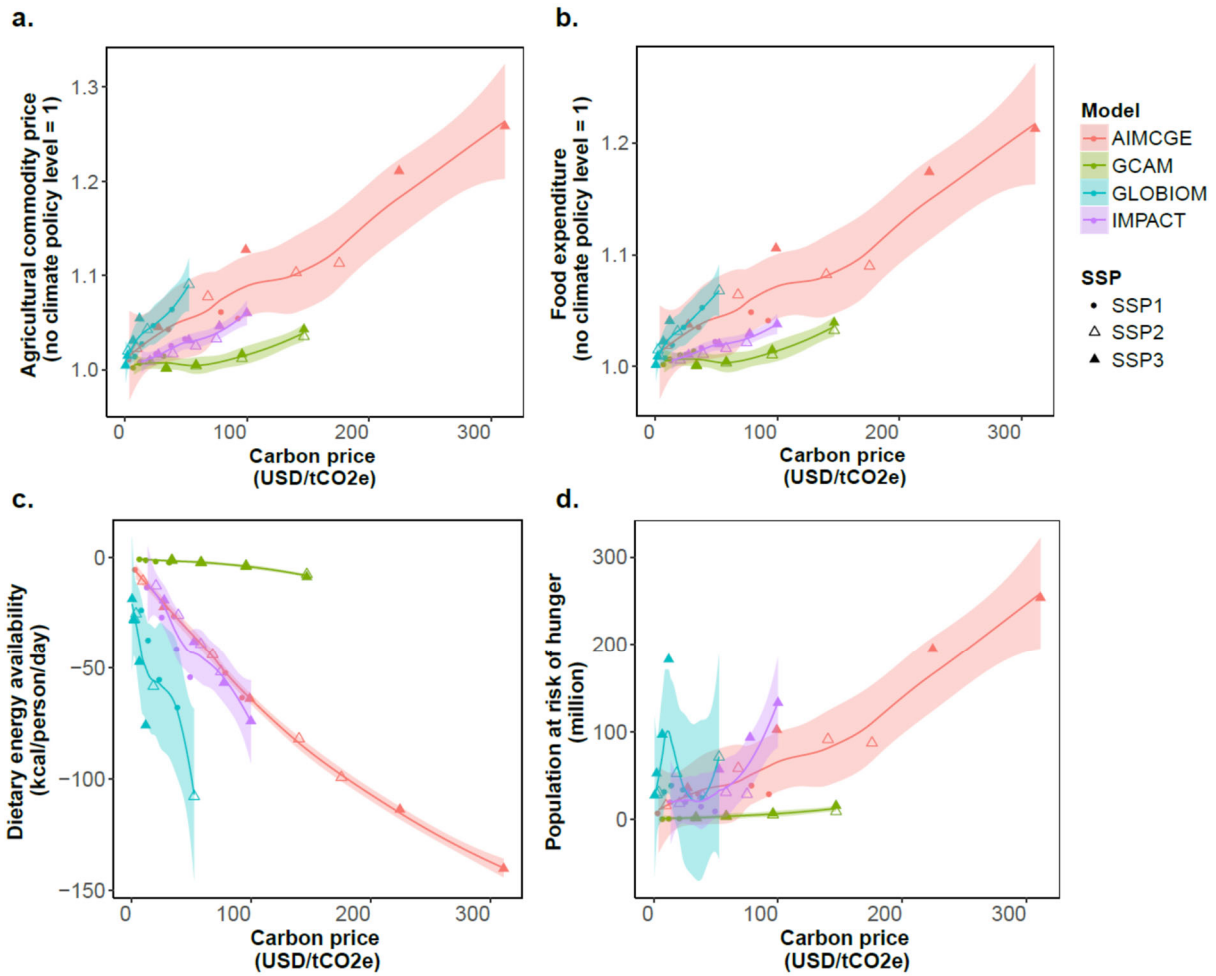 a.
Agricultural commodity price
(no climate policy level = 1)
1.3
1.2
1.1
1.0
0 100 200 300
Carbon price
(USD/tCO2e)
b.
Food expenditure
(no climate policy level = 1)
1.2
1.1
1.0
0 100 200 300
Carbon price
(USD/tCO2e)
Model
AIMCGE
GCAM
GLOBIOM
IMPACT
SSP
SSP1
SSP2
SSP3
c.
Dietary energy availability
(kcal/person/day)
0
−50
−100
−150
0 100 200 300
Carbon price
(USD/tCO2e)
d.
Population at risk of hunger
(million)
300
200
100
0
0 100 200 300
Carbon price
(USD/tCO2e)